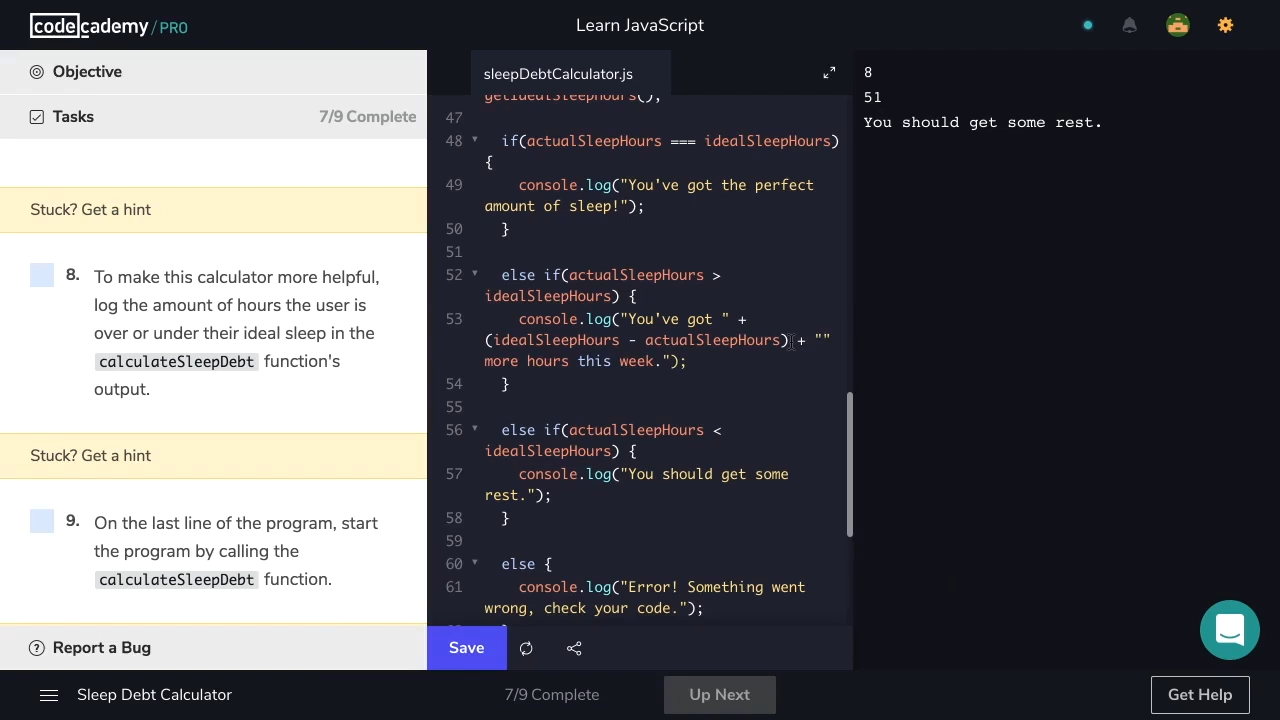 codecademy/PRO
Learn JavaScript
Objective
Tasks
7/9 Complete
Stuck? Get a hint
8. To make this calculator more helpful,
log the amount of hours the user is
over or under their ideal sleep in the
calculateSleepDebt function's
output.
Stuck? Get a hint
9. On the last line of the program, start
the program by calling the
calculateSleepDebt function.
Report a Bug
sleepDebtCalculator.js
getIdealSleepHours();
47
48 if(actualSleepHours === idealSleepHours)
{
49 console.log("You've got the perfect
amount of sleep!");
50 }
51
52 else if(actualSleepHours >
idealSleepHours) {
53 console.log("You've got " +
(idealSleepHours - actualSleepHours) + ""
more hours this week.");
54 }
55
56 else if(actualSleepHours <
idealSleepHours) {
57 console.log("You should get some
rest.");
58 }
59
60 else {
61 console.log("Error! Something went
wrong, check your code.");
Save
8
51
You should get some rest.
Sleep Debt Calculator
7/9 Complete
Up Next
Get Help